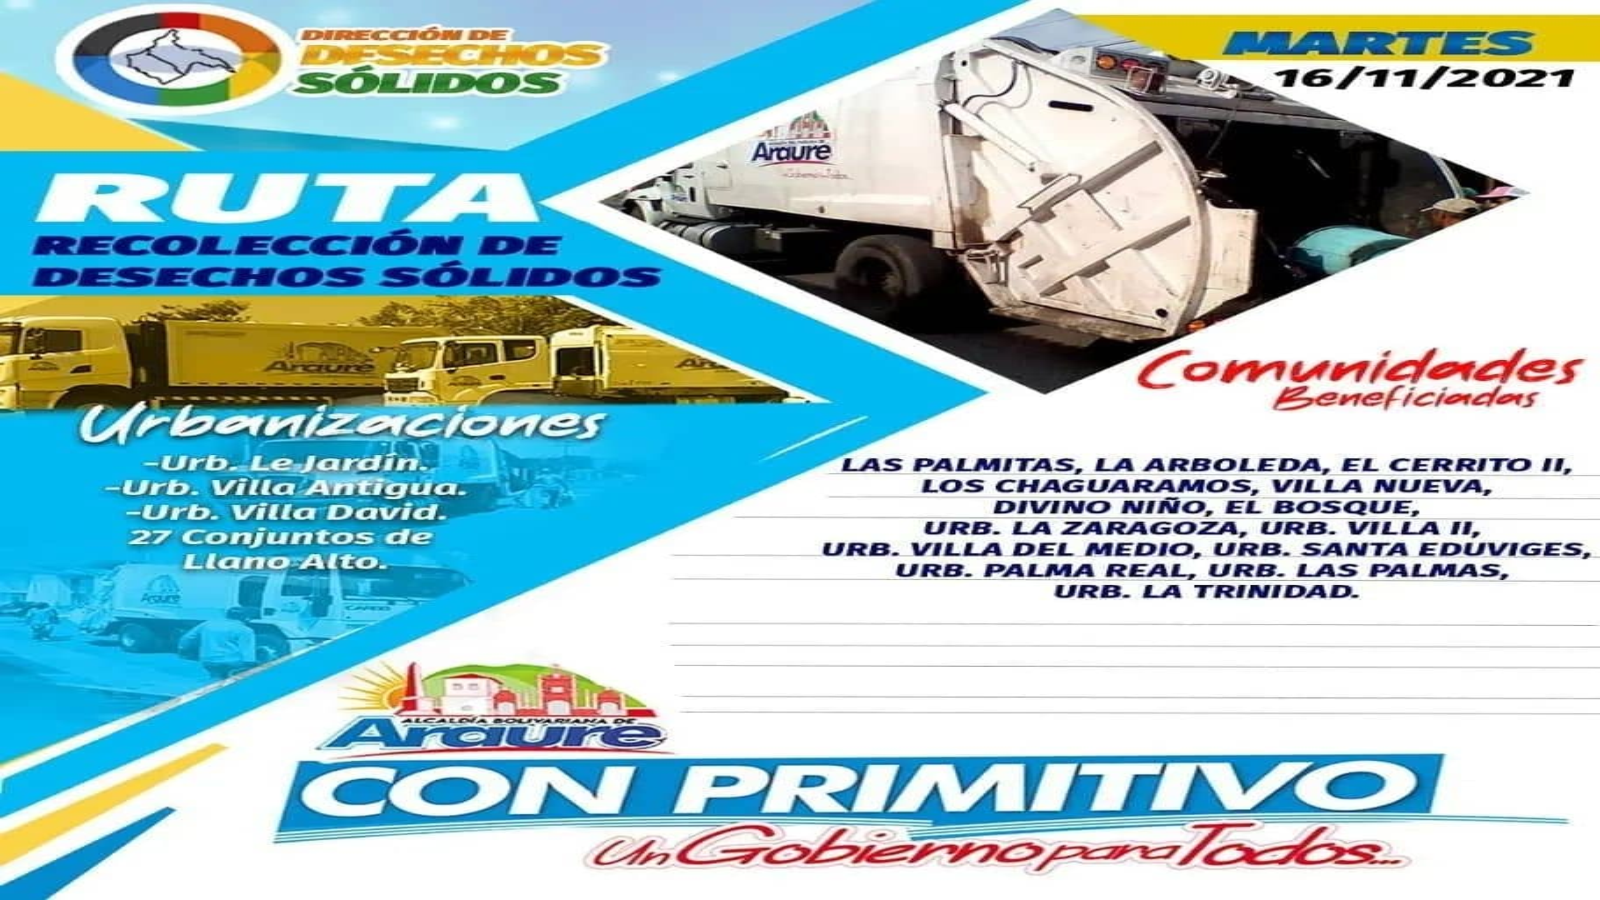 DIRECCIÓN DE
DESECHOS
SÓLIDOS
MARTES
16/11/2021
RUTA
RECOLECCIÓN DE
DESECHOS SÓLIDOS
Araure
Araure
Araure
Urbanizaciones
-Urb. Le Jardín.
-Urb. Villa Antigua.
-Urb. Villa David.
27 Conjuntos de
Llano Alto.
Araure
Comunidades
Beneficiadas
LAS PALMITAS, LA ARBOLEDA, EL CERRITO II,
LOS CHAGUARAMOS, VILLA NUEVA,
DIVINO NIÑO, EL BOSQUE,
URB. LA ZARAGOZA, URB. VILLA II,
URB. VILLA DEL MEDIO, URB. SANTA EDUVIGES,
URB. PALMA REAL, URB. LAS PALMAS,
URB. LA TRINIDAD.
ALCALDÍA BOLIVARIANA DE
Araure
CON PRIMITIVO
Un Gobierno para Todos...